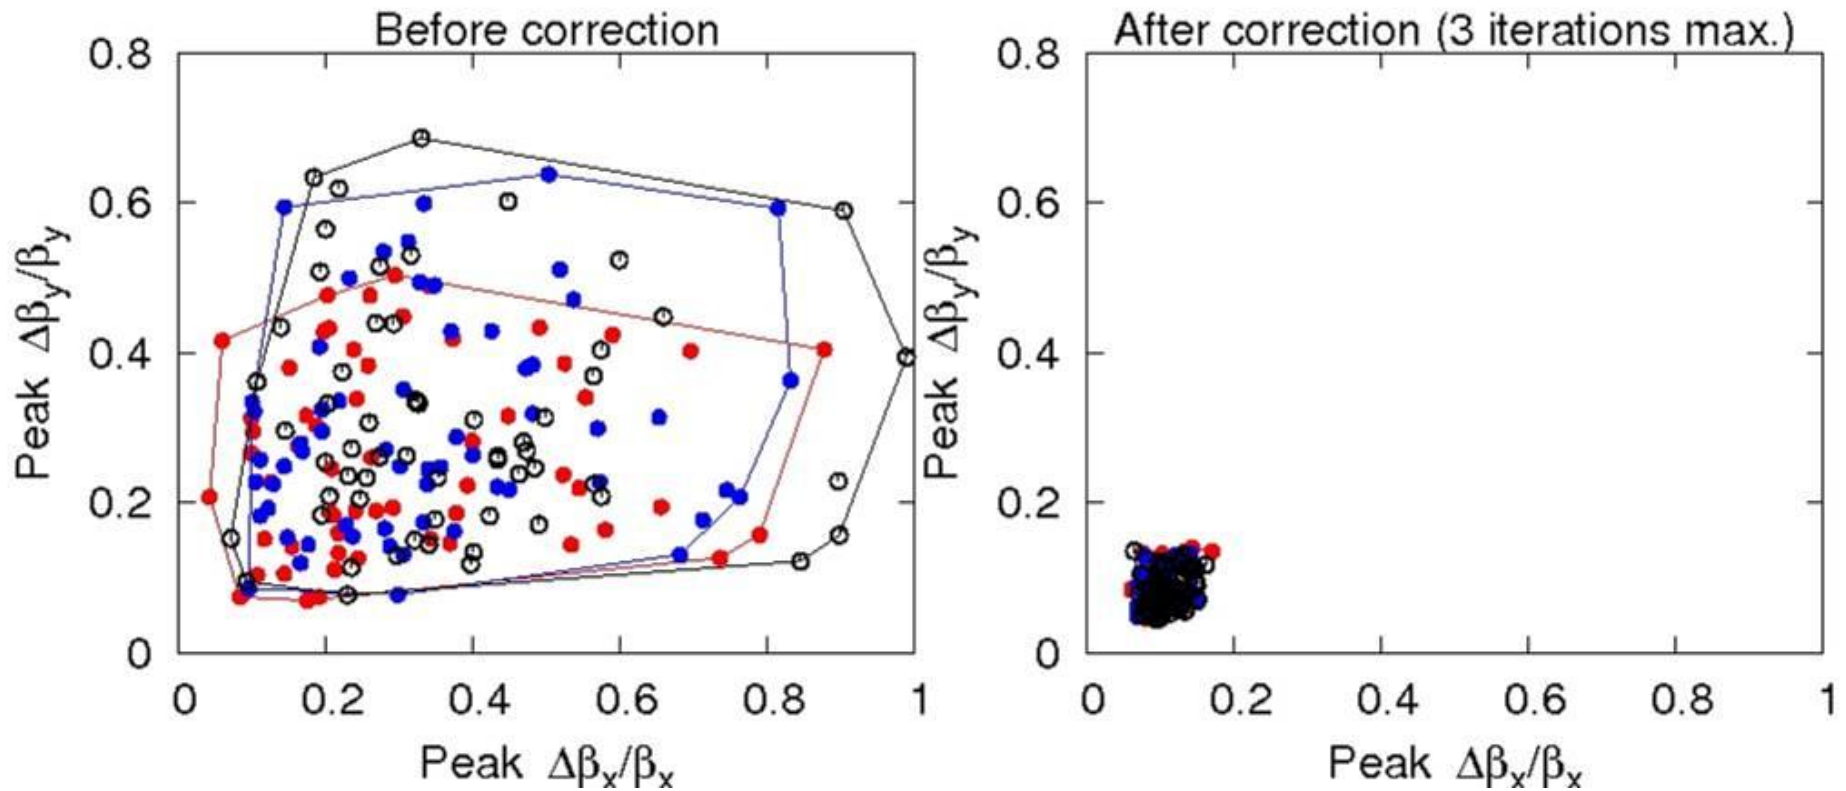 Before correction
0.8
0.6
0.4
0.2
0
0 0.2 0.4 0.6 0.8 1
Peak Δβy/βy
Peak Δβx/βx
After correction (3 iterations max.)
0.8
0.6
0.4
0.2
0
0 0.2 0.4 0.6 0.8 1
Peak Δβy/βy
Peak Δβx/βx